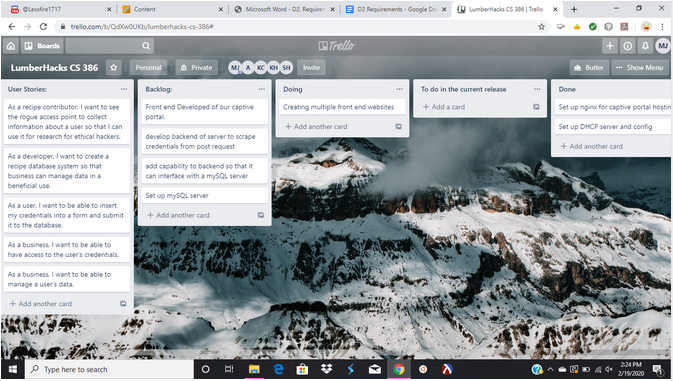 @Lexxfire1717
Content
Microsoft Word - D2. Requirem
D2 Requirements - Google Do
LumberHacks CS 386 | Trello
trello.com/b/QdXw0UKb/lumberhacks-cs-386#
Boards
Trello
MJ
LumberHacks CS 386
Personal
Private
MJ A KC KH SH
Invite
Butler
Show Menu
User Stories:
As a recipe contributor, I want to see
the rogue access point to collect
information about a user so that I can
use it for research for ethical hackers.
As a developer, I want to create a
recipe database system so that
business can manage data in a
beneficial use.
As a user, I want to be able to insert
my credentials into a form and submit
it to the database.
As a business, I want to be able to
have access to the user's credentials.
As a business, I want to be able to
manage a user's data.
+ Add another card
Backlog:
Front end Developed of our captive
portal.
develop backend of server to scrape
credentials from post request
add capability to backend so that it
can interface with a mySQL server
Set up mySQL server
+ Add another card
Doing
Creating multiple front end websites
+ Add another card
To do in the current release
+ Add a card
Done
Set up nginx for captive portal hostin
Set up DHCP server and config
+ Add another card
Type here to search
2:24 PM
2/19/2020